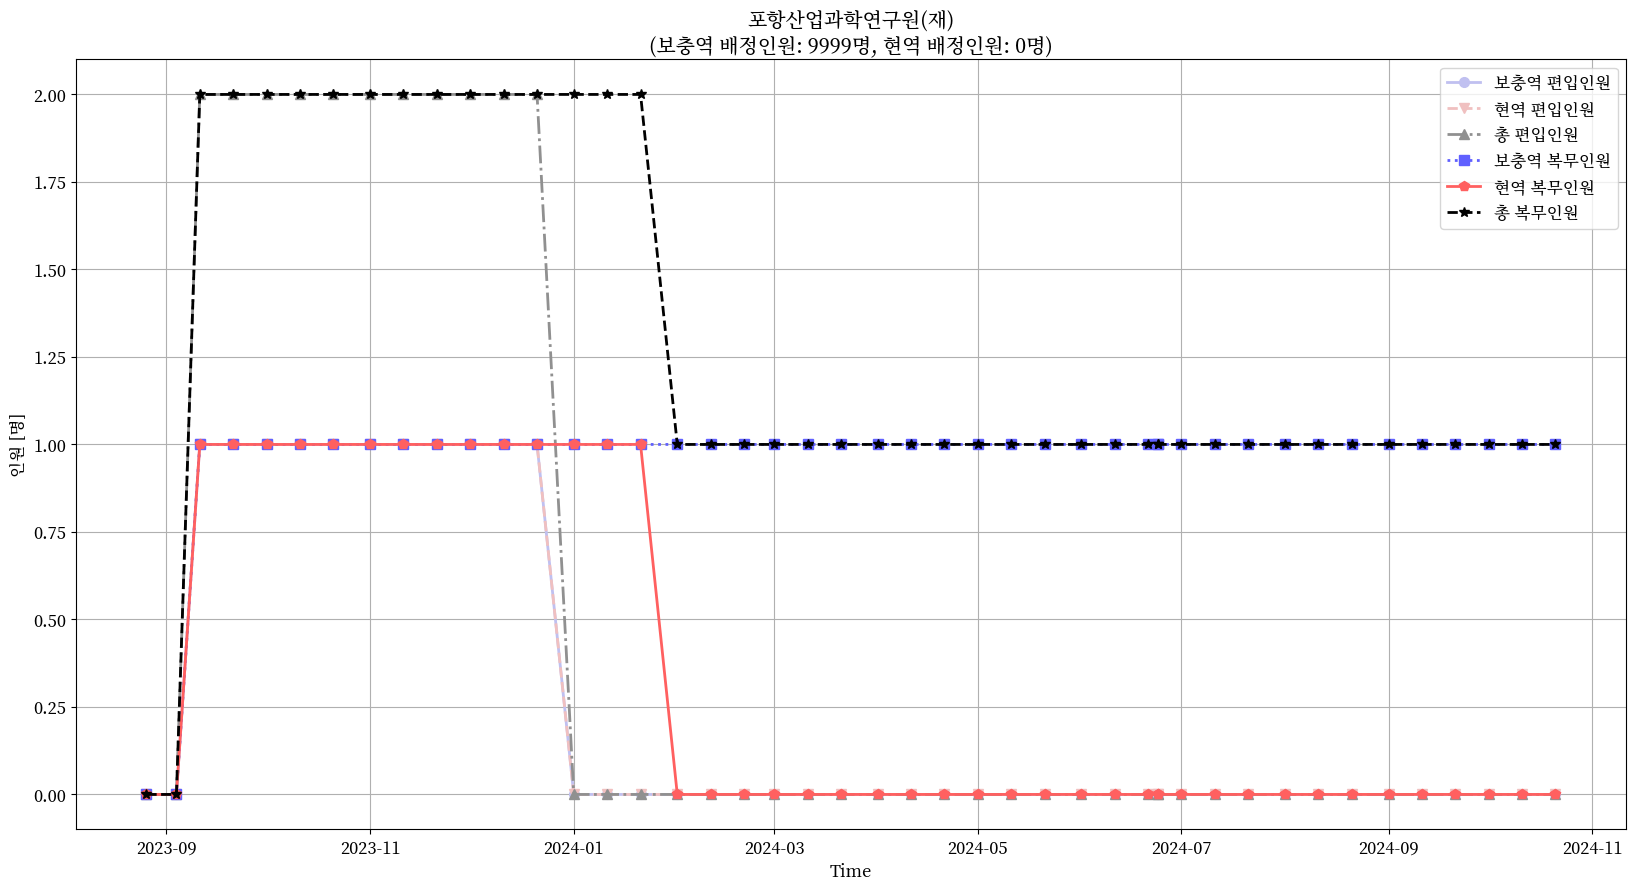 포항산업과학연구원(재)
(보충역 배정인원: 9999명, 현역 배정인원: 0명)
보충역 편입인원
현역 편입인원
총 편입인원
보충역 복무인원
현역 복무인원
총 복무인원
인원 [명]
2.00
1.75
1.50
1.25
1.00
0.75
0.50
0.25
0.00
2023-09
2023-11
2024-01
2024-03
2024-05
2024-07
2024-09
2024-11
Time